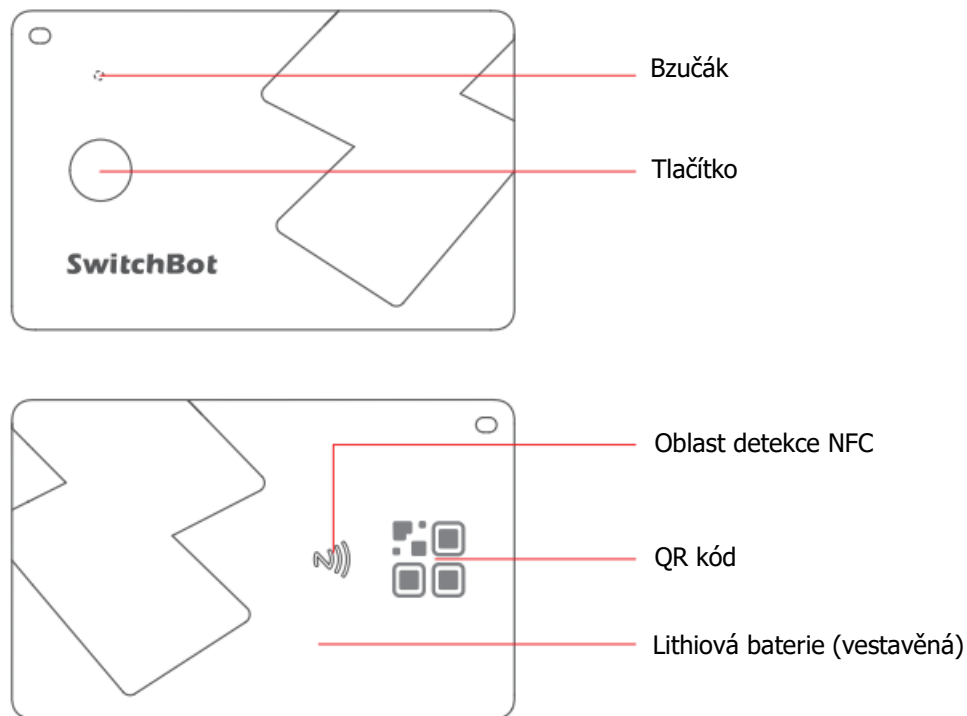 Bzučák
Tlačítko
SwitchBot
Oblast detekce NFC
QR kód
Lithiová baterie (vestavěná)